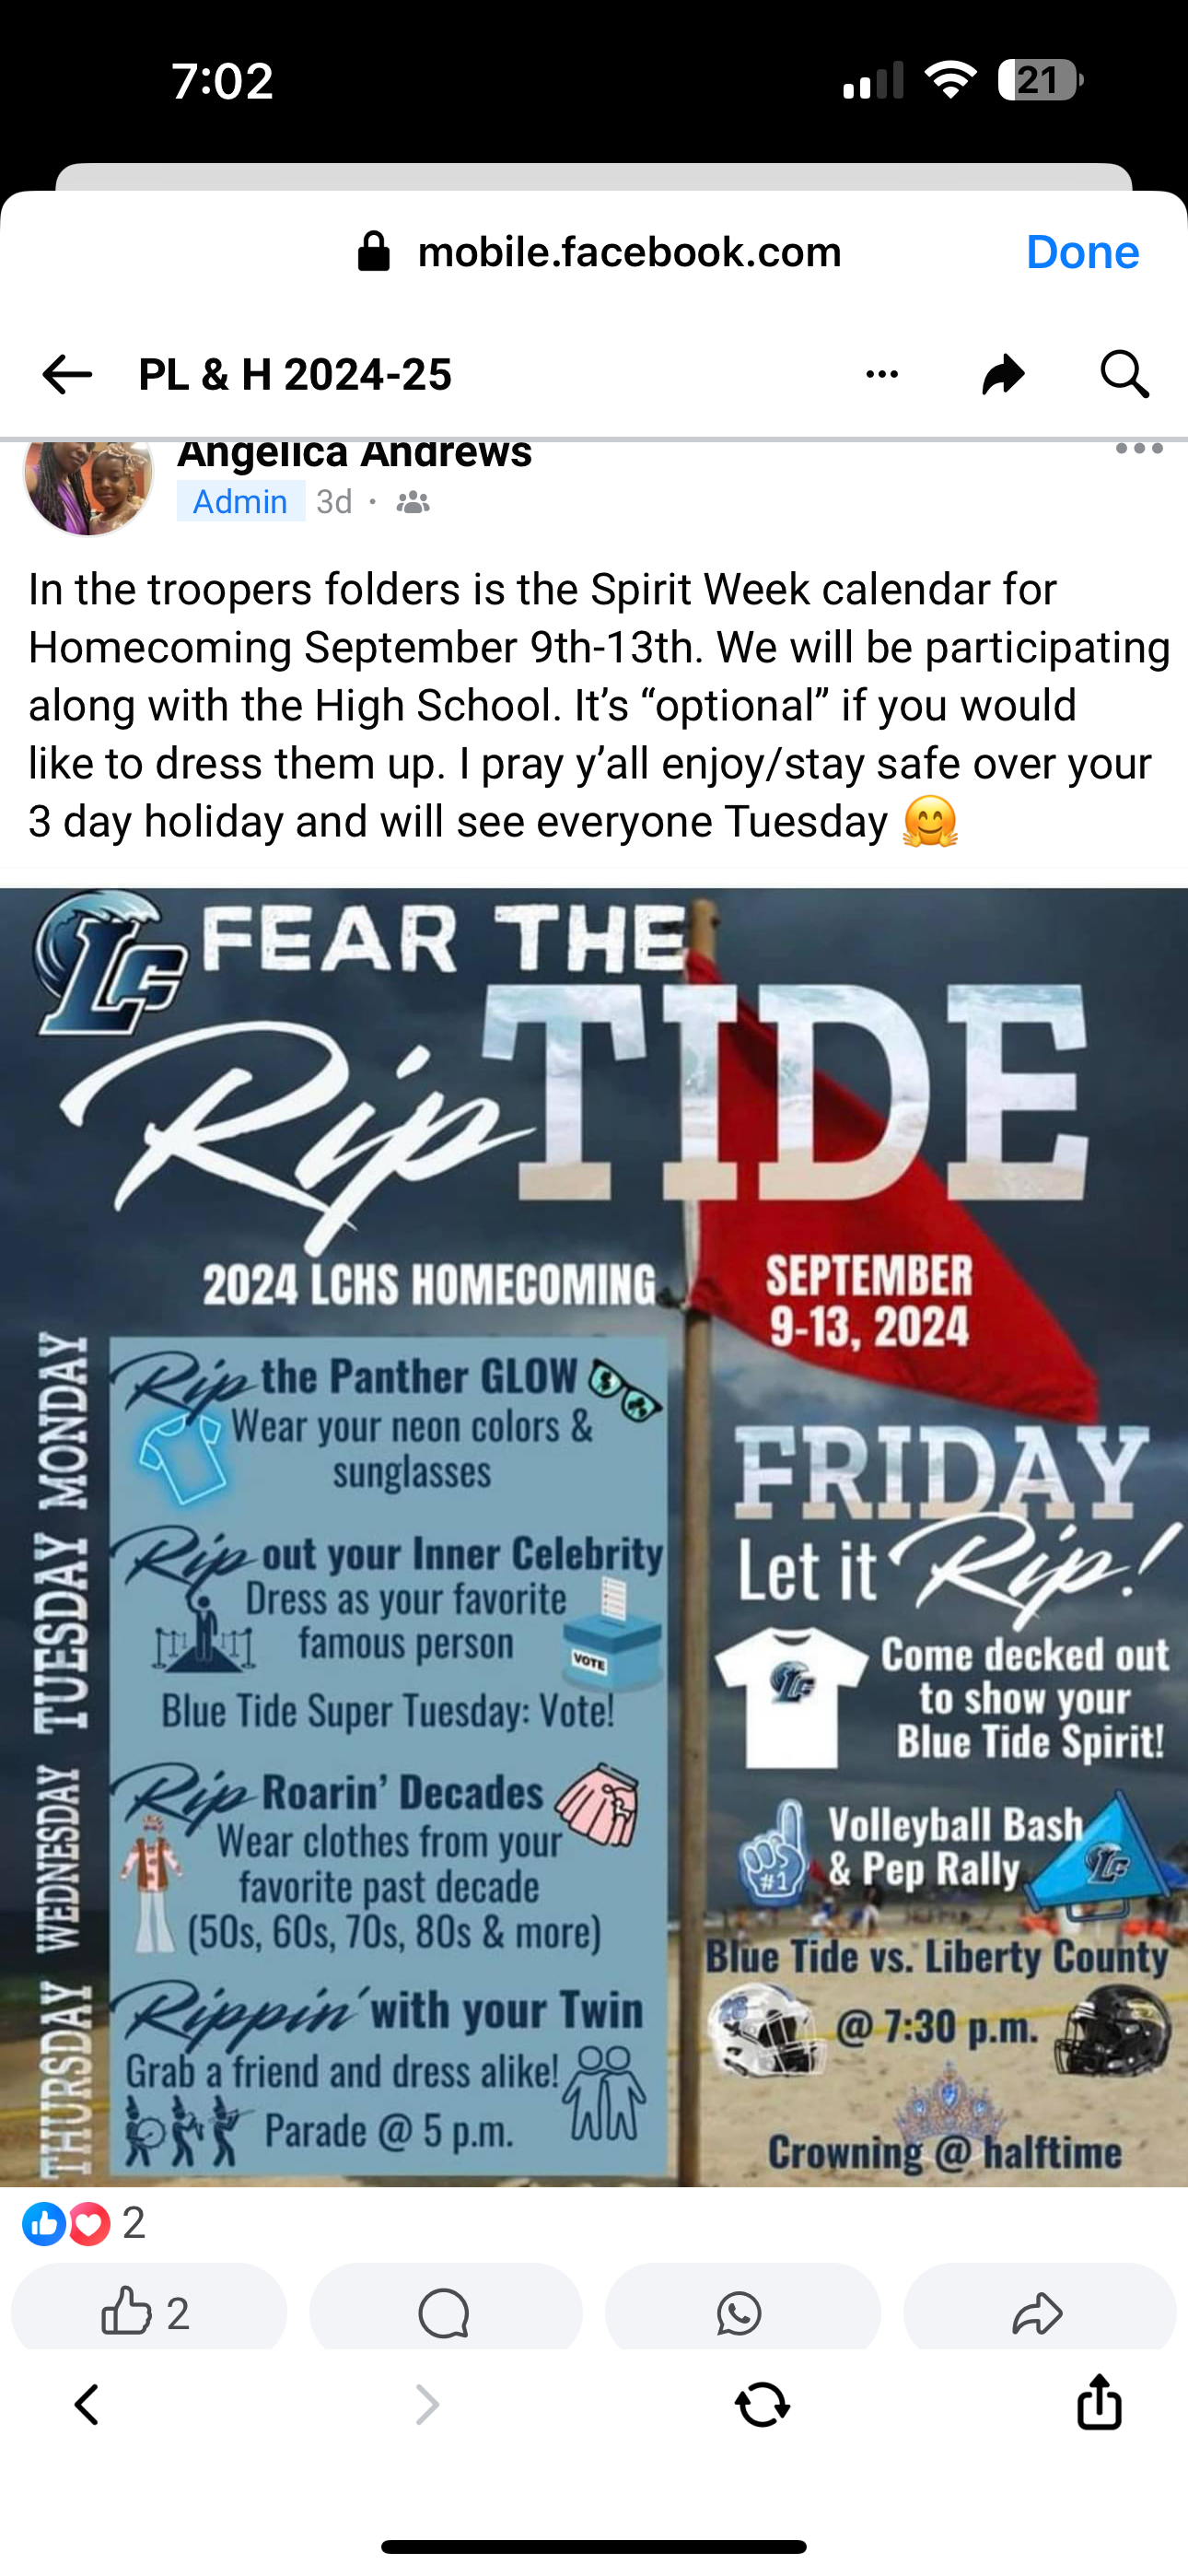 7:02
21
mobile.facebook.com
Done
PL & H 2024-25
Angelica Andrews
Admin 3d ·
In the troopers folders is the Spirit Week calendar for
Homecoming September 9th-13th. We will be participating
along with the High School. It’s “optional” if you would
like to dress them up. I pray y’all enjoy/stay safe over your
3 day holiday and will see everyone Tuesday 🤗
LC
FEAR THE
Rip TIDE
2024 LCHS HOMECOMING
SEPTEMBER
9-13, 2024
MONDAY
Rip the Panther GLOW
Wear your neon colors &
sunglasses
TUESDAY
Rip out your Inner Celebrity
Dress as your favorite
famous person
VOTE
Blue Tide Super Tuesday: Vote!
WEDNESDAY
Rip Roarin’ Decades
Wear clothes from your
favorite past decade
(50s, 60s, 70s, 80s & more)
THURSDAY
Rippin’ with your Twin
Grab a friend and dress alike!
Parade @ 5 p.m.
FRIDAY
Let it Rip!
LC
Come decked out
to show your
Blue Tide Spirit!
#1
Volleyball Bash
& Pep Rally
LC
Blue Tide vs. Liberty County
@ 7:30 p.m.
Crowning @ halftime
2
2